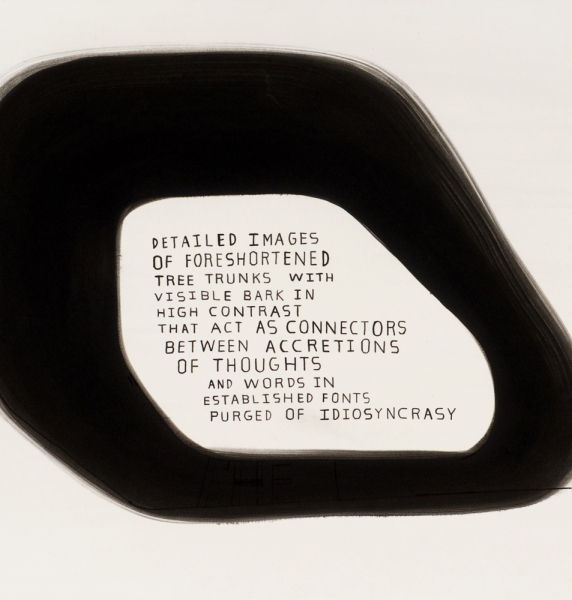 DETAILED IMAGES
OF FORESHORTENED
TREE TRUNKS WITH
VISIBLE BARK IN
HIGH CONTRAST
THAT ACT AS CONNECTORS
BETWEEN ACCRETIONS
OF THOUGHTS
AND WORDS IN
ESTABLISHED FONTS
PURGED OF IDIOSYNCRASY